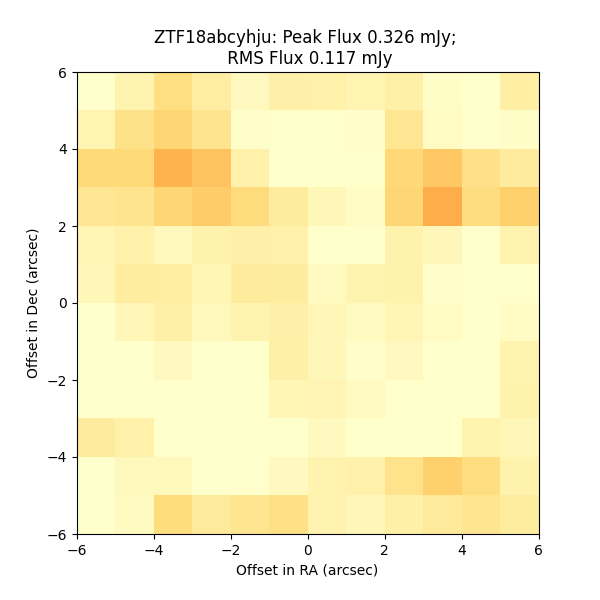 ZTF18abcyhju: Peak Flux 0.326 mJy;
RMS Flux 0.117 mJy
6
4
2
0
−2
−4
−6
Offset in Dec (arcsec)
−6 −4 −2 0 2 4 6
Offset in RA (arcsec)